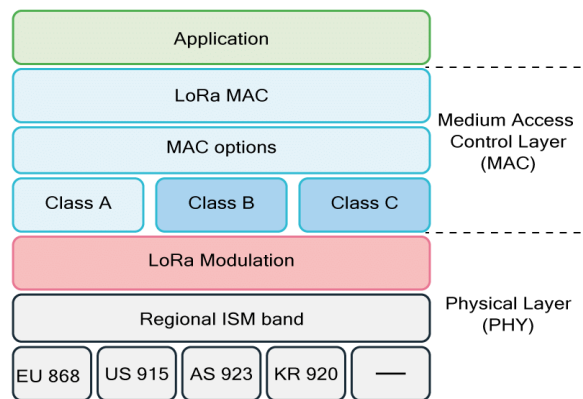 Application
LoRa MAC
MAC options
Class A
Class B
Class C
Medium Access
Control Layer
(MAC)
LoRa Modulation
Regional ISM band
EU 868
US 915
AS 923
KR 920
—
Physical Layer
(PHY)